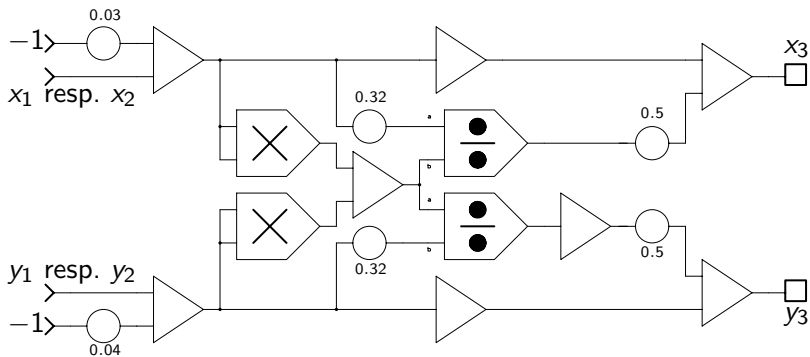 0.03
−1
x₃
x₁ resp. x₂
0.32
0.5
a
b
a
b
y₁ resp. y₂
0.32
0.5
−1
y₃
0.04